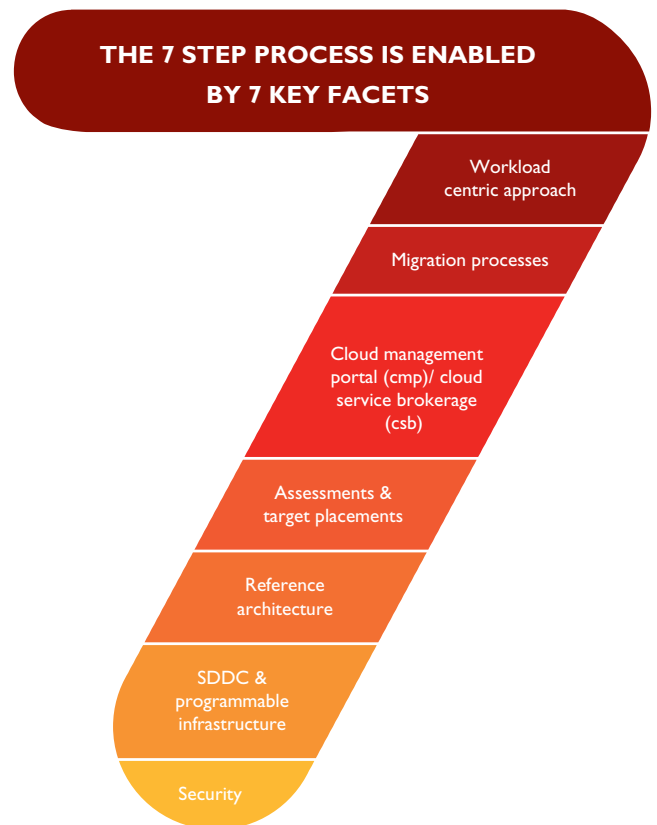 THE 7 STEP PROCESS IS ENABLED
BY 7 KEY FACETS
Workload
centric approach
Migration processes
Cloud management
portal (cmp)/ cloud
service brokerage
(csb)
Assessments &
target placements
Reference
architecture
SDDC &
programmable
infrastructure
Security